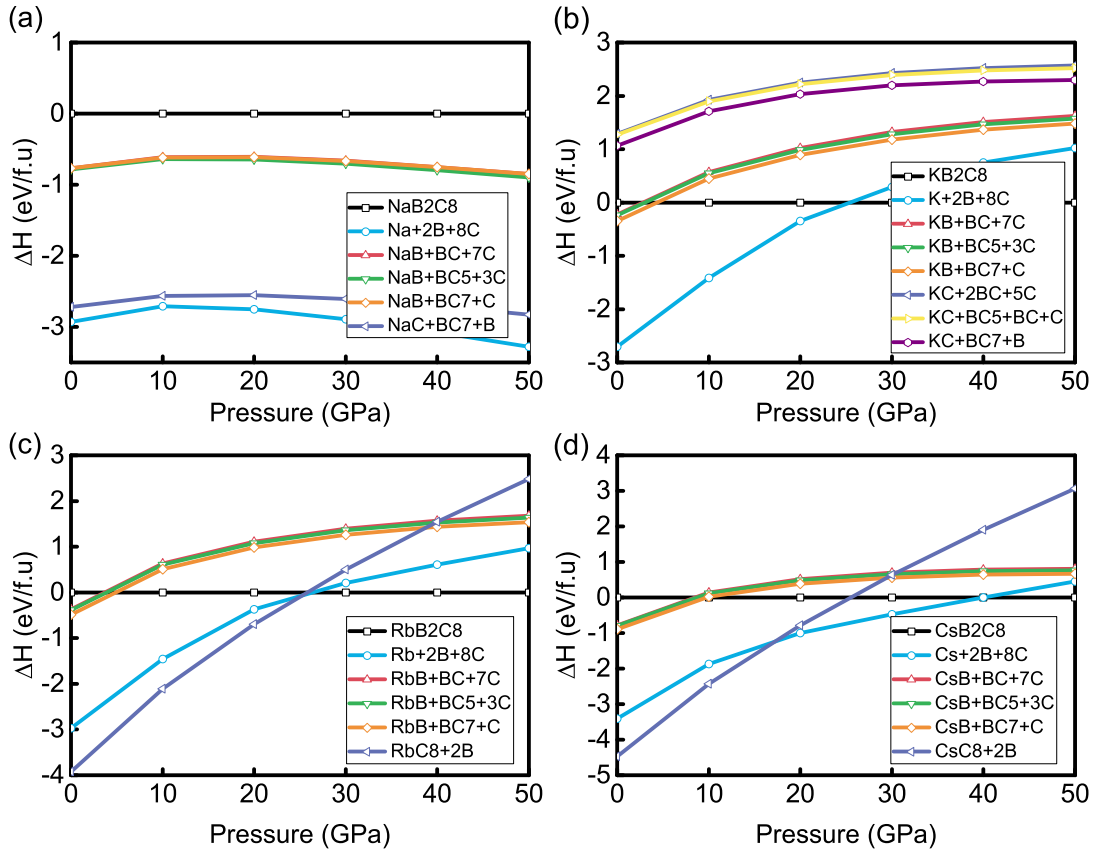 (a)
1
0
-1
-2
-3
ΔH (eV/f.u)
NaB2C8
Na+2B+8C
NaB+BC+7C
NaB+BC5+3C
NaB+BC7+C
NaC+BC7+B
0 10 20 30 40 50
Pressure (GPa)
(b)
3
2
1
0
-1
-2
-3
ΔH (eV/f.u)
KB2C8
K+2B+8C
KB+BC+7C
KB+BC5+3C
KB+BC7+C
KC+2BC+5C
KC+BC5+BC+C
KC+BC7+B
0 10 20 30 40 50
Pressure (GPa)
(c)
3
2
1
0
-1
-2
-3
-4
ΔH (eV/f.u)
RbB2C8
Rb+2B+8C
RbB+BC+7C
RbB+BC5+3C
RbB+BC7+C
RbC8+2B
0 10 20 30 40 50
Pressure (GPa)
(d)
4
3
2
1
0
-1
-2
-3
-4
-5
ΔH (eV/f.u)
CsB2C8
Cs+2B+8C
CsB+BC+7C
CsB+BC5+3C
CsB+BC7+C
CsC8+2B
0 10 20 30 40 50
Pressure (GPa)